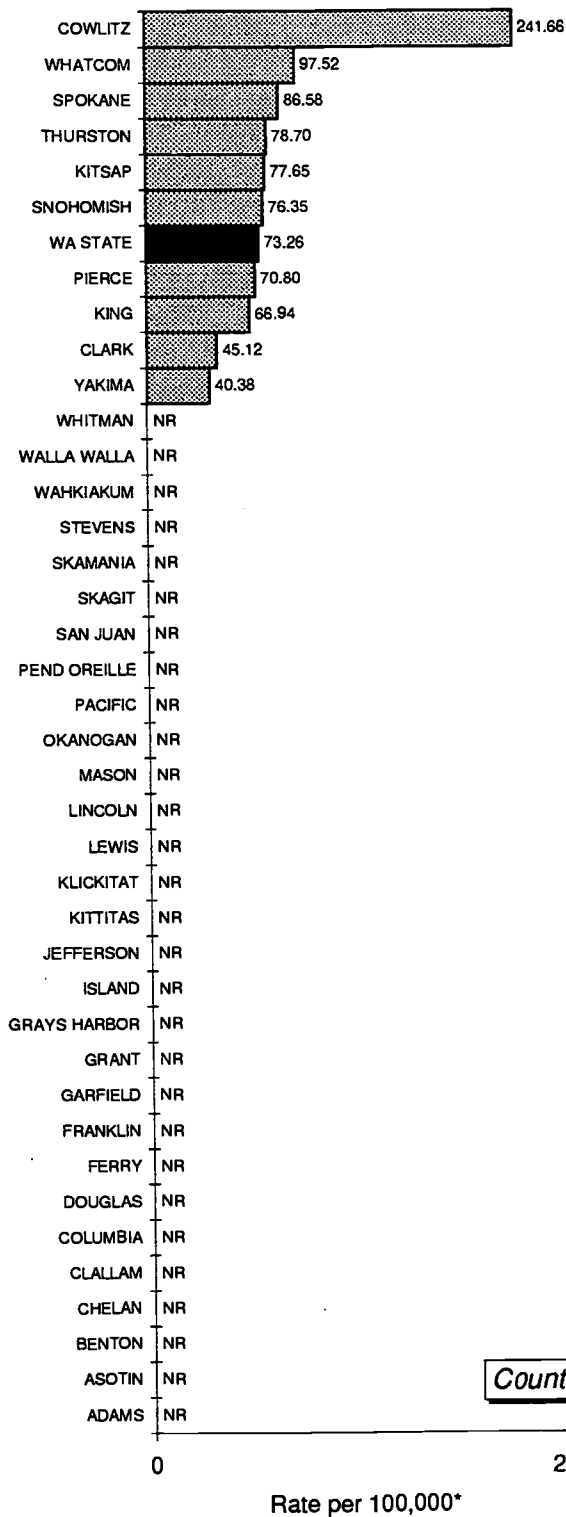 COWLITZ 241.66
WHATCOM 97.52
SPOKANE 86.58
THURSTON 78.70
KITSAP 77.65
SNOHOMISH 76.35
WA STATE 73.26
PIERCE 70.80
KING 66.94
CLARK 45.12
YAKIMA 40.38
WHITMAN NR
WALLA WALLA NR
WAHKIAKUM NR
STEVENS NR
SKAMANIA NR
SKAGIT NR
SAN JUAN NR
PEND OREILLE NR
PACIFIC NR
OKANOGAN NR
MASON NR
LINCOLN NR
LEWIS NR
KLICKITAT NR
KITTITAS NR
JEFFERSON NR
ISLAND NR
GRAYS HARBOR NR
GRANT NR
GARFIELD NR
FRANKLIN NR
FERRY NR
DOUGLAS NR
COLUMBIA NR
CLALLAM NR
CHELAN NR
BENTON NR
Count
ASOTIN NR
ADAMS NR
0 2
Rate per 100,000*